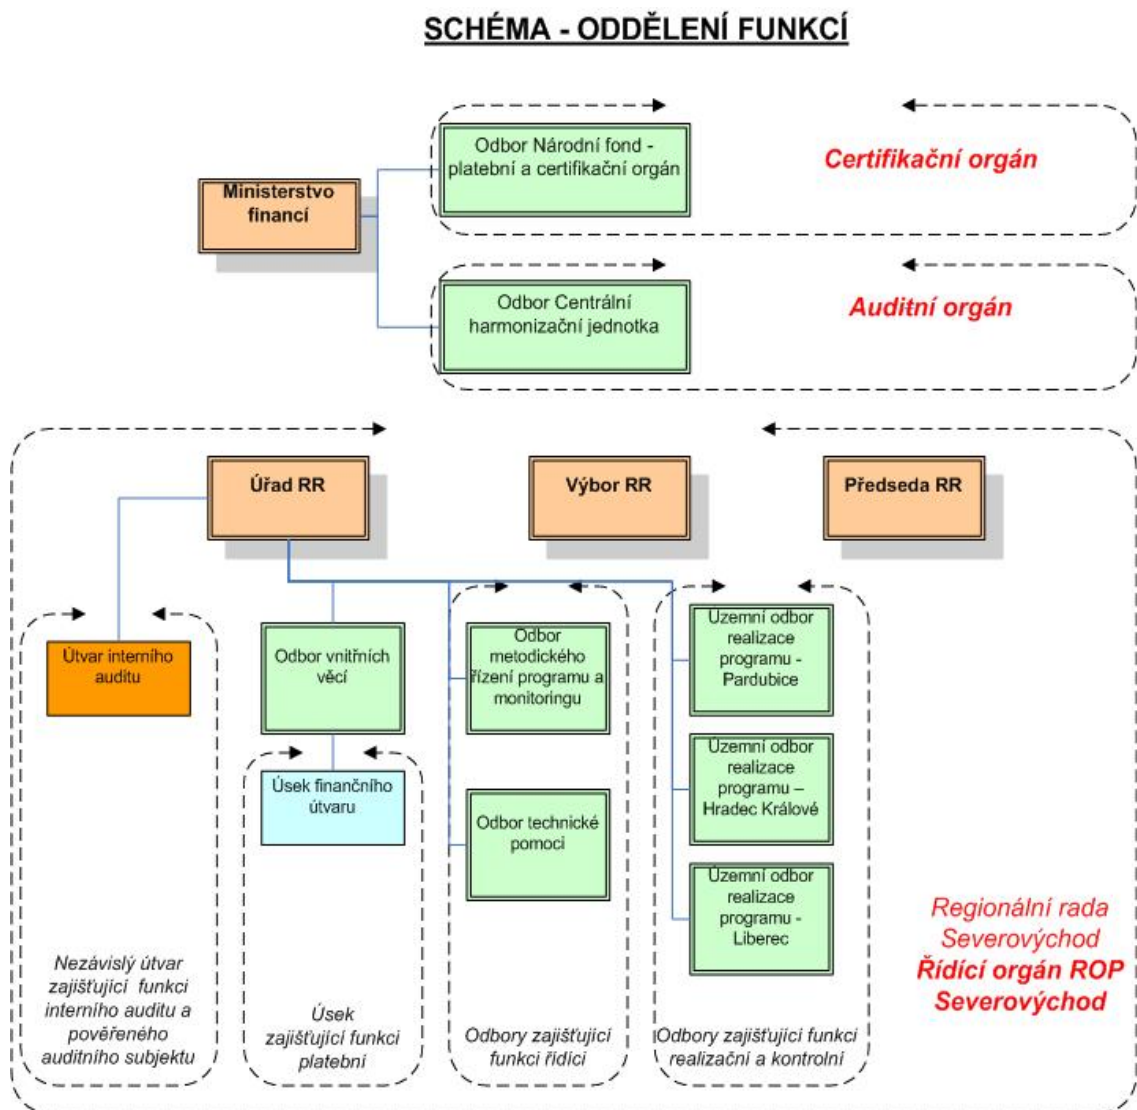 SCHÉMA - ODDĚLENÍ FUNKCÍ
Odbor Národní fond -
platební a certifikační orgán
Certifikační orgán
Ministerstvo
financí
Odbor Centrální
harmonizační jednotka
Auditní orgán
Úřad RR
Výbor RR
Předseda RR
Útvar interního
auditu
Odbor vnitřních
věcí
Odbor
metodického
řízení programu a
monitoringu
Územní odbor
realizace
programu -
Pardubice
Úsek finančního
útvaru
Územní odbor
realizace
programu –
Hradec Králové
Odbor technické
pomoci
Územní odbor
realizace
programu -
Liberec
Regionální rada
Severovýchod
Řídící orgán ROP
Severovýchod
Nezávislý útvar
zajišťující funkci
interního auditu a
pověřeného
auditního subjektu
Úsek
zajišťující funkci
platební
Odbory zajišťující
funkci řídící
Odbory zajišťující funkci
realizační a kontrolní